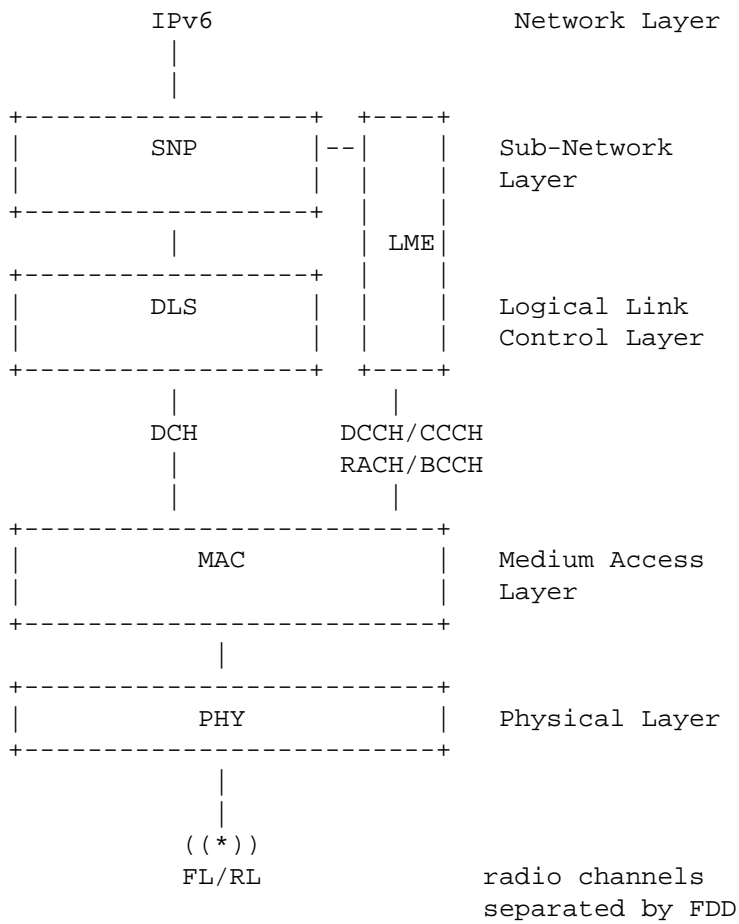 IPv6 Network Layer
SNP Sub-Network
Layer
LME
DLS Logical Link
Control Layer
DCH DCCH/CCCH
RACH/BCCH
MAC Medium Access
Layer
PHY Physical Layer
((*))
FL/RL radio channels
separated by FDD